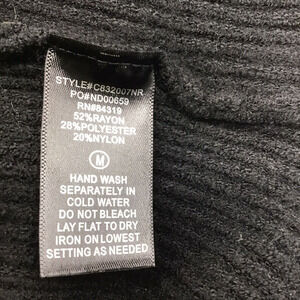 STYLE#C832007NR
PO#ND00659
RN#84319
52%RAYON
28%POLYESTER
20%NYLON
M
HAND WASH
SEPARATELY IN
COLD WATER
DO NOT BLEACH
LAY FLAT TO DRY
IRON ON LOWEST
SETTING AS NEEDED